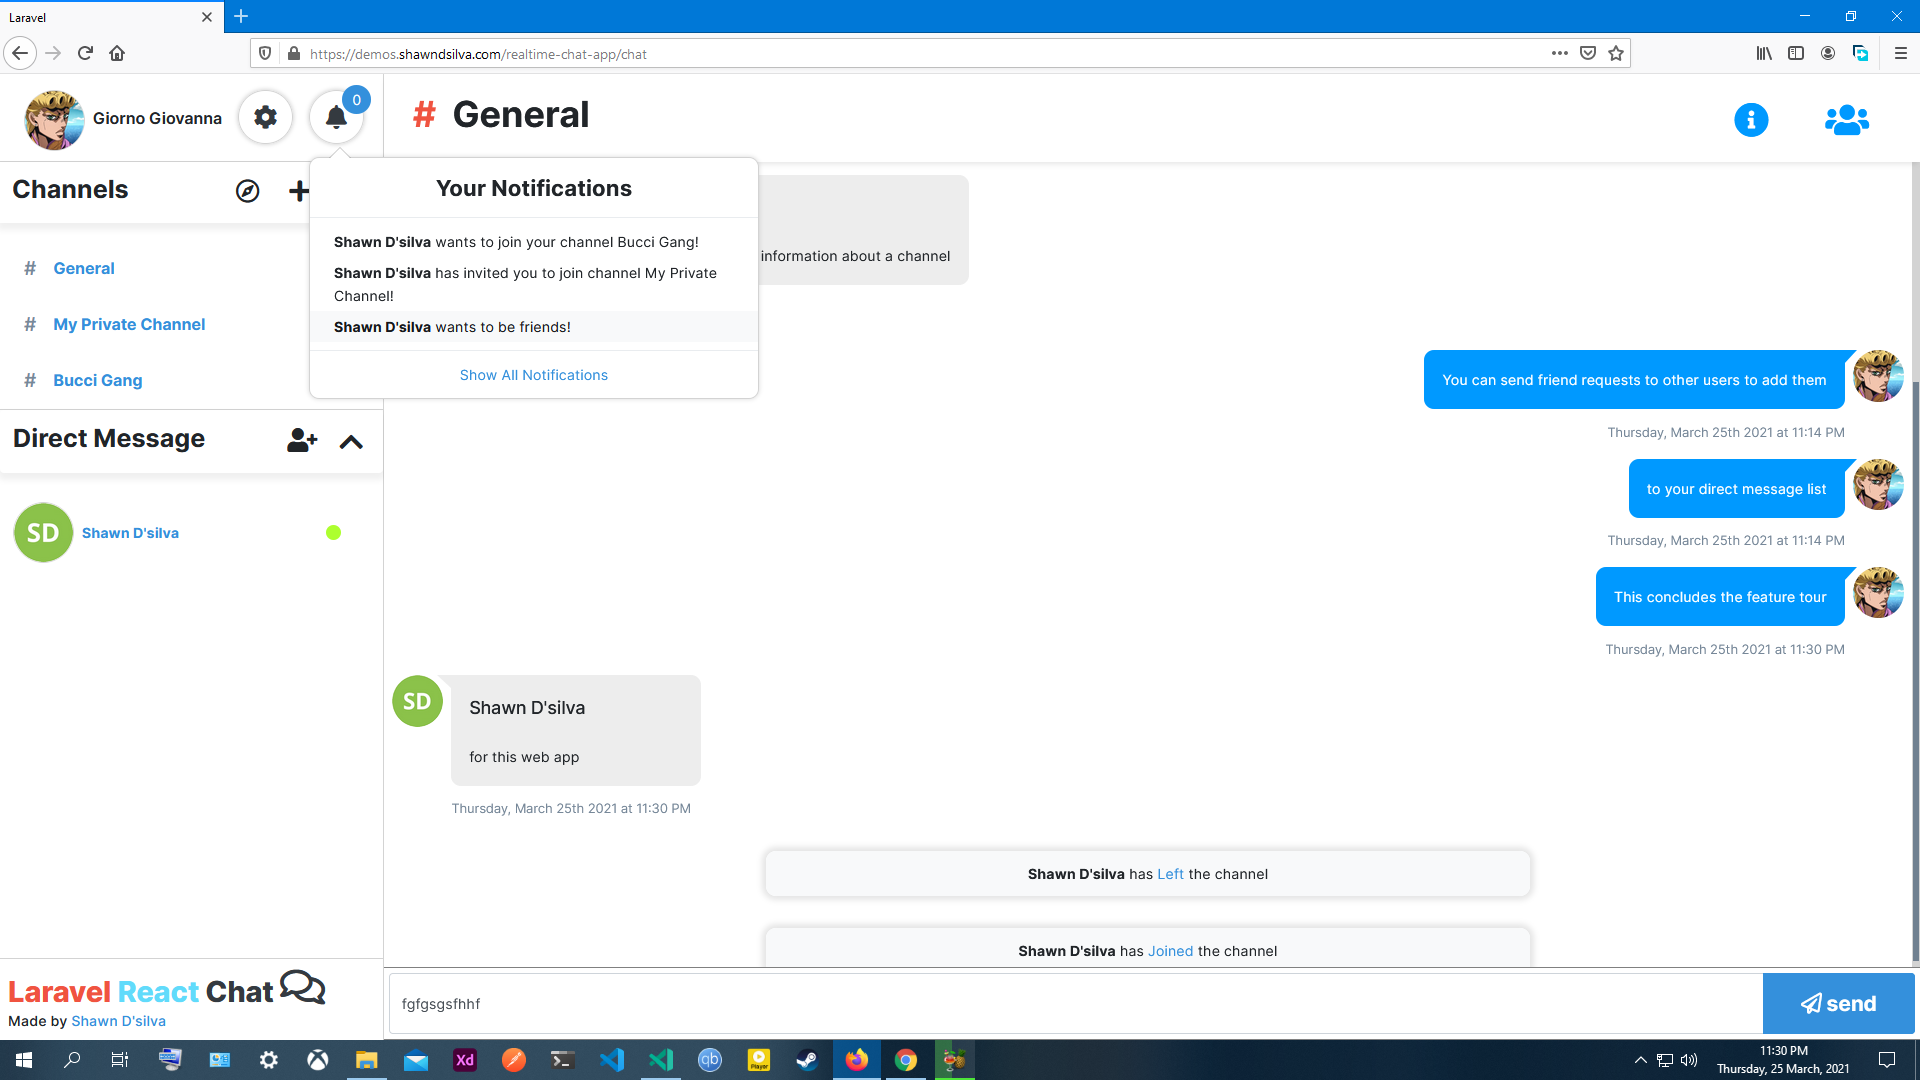 Laravel
https://demos.shawndsilva.com/realtime-chat-app/chat
Giorno Giovanna
0
# General
Channels
Your Notifications
Shawn D'silva wants to join your channel Bucci Gang!
Shawn D'silva has invited you to join channel My Private
Channel!
Shawn D'silva wants to be friends!
Show All Notifications
information about a channel
# General
# My Private Channel
# Bucci Gang
Direct Message
SD Shawn D'silva
You can send friend requests to other users to add them
Thursday, March 25th 2021 at 11:14 PM
to your direct message list
Thursday, March 25th 2021 at 11:14 PM
This concludes the feature tour
Thursday, March 25th 2021 at 11:30 PM
SD
Shawn D'silva
for this web app
Thursday, March 25th 2021 at 11:30 PM
Shawn D'silva has Left the channel
Shawn D'silva has Joined the channel
Laravel React Chat
Made by Shawn D'silva
fgfgsgsfhhf
send
Xd
qb
Player
11:30 PM
Thursday, 25 March, 2021